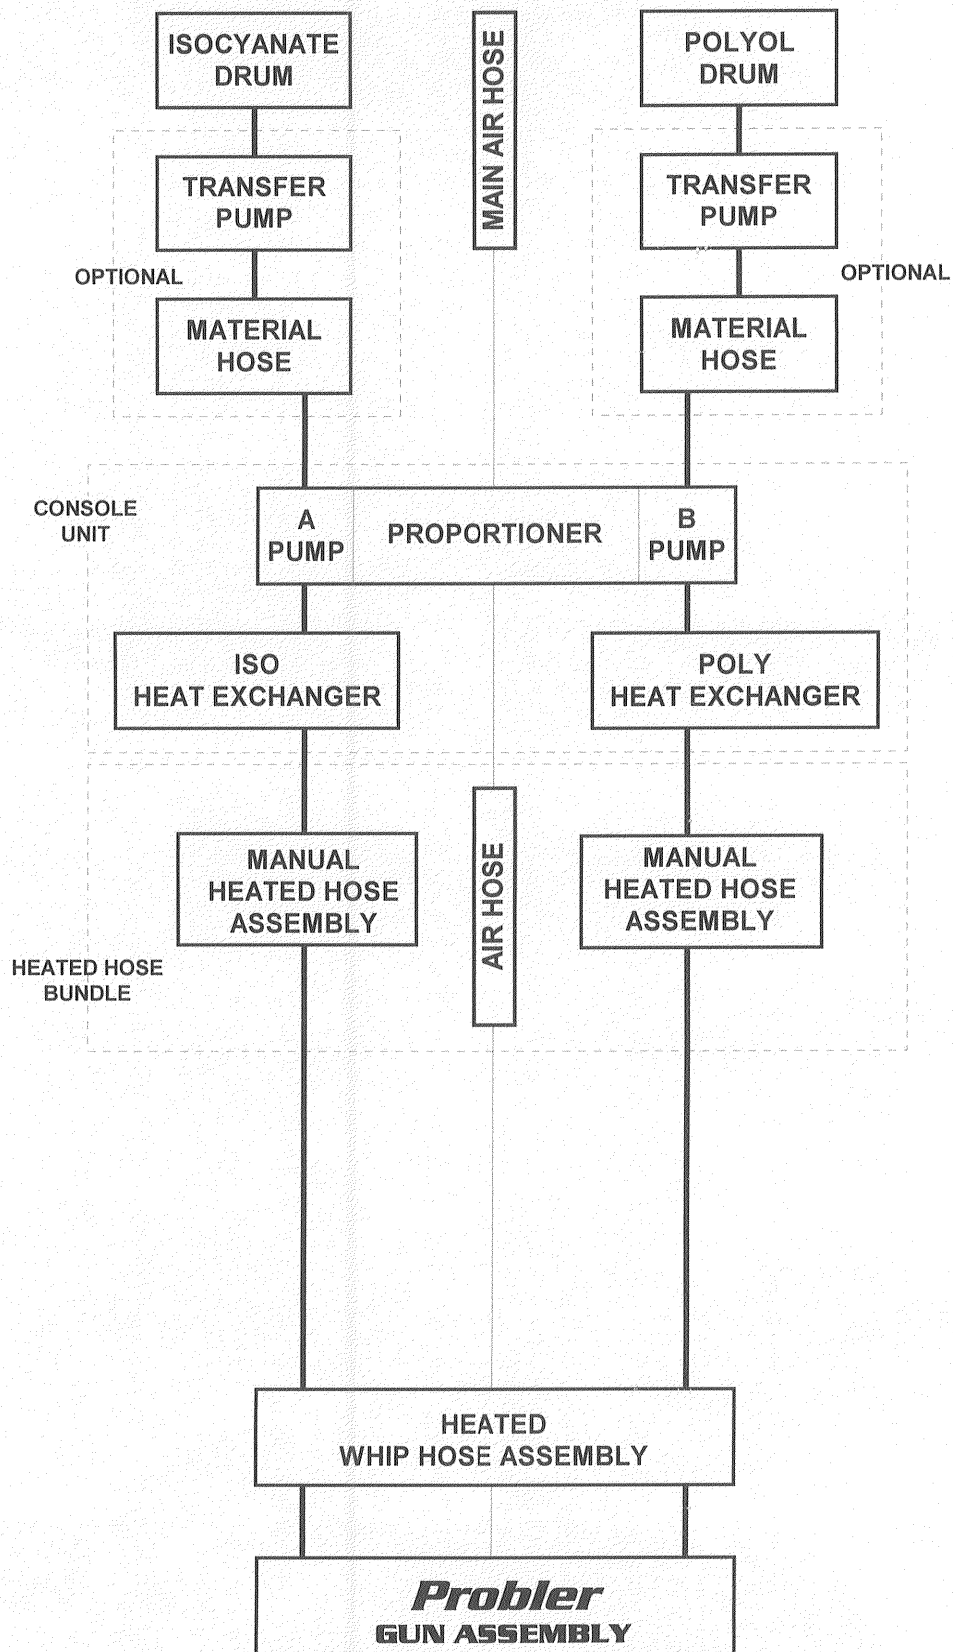 ISOCYANATE
DRUM
MAIN AIR HOSE
POLYOL
DRUM
TRANSFER
PUMP
TRANSFER
PUMP
OPTIONAL
OPTIONAL
MATERIAL
HOSE
MATERIAL
HOSE
CONSOLE
UNIT
A
PUMP
PROPORTIONER
B
PUMP
ISO
HEAT EXCHANGER
POLY
HEAT EXCHANGER
MANUAL
HEATED HOSE
ASSEMBLY
AIR HOSE
MANUAL
HEATED HOSE
ASSEMBLY
HEATED HOSE
BUNDLE
HEATED
WHIP HOSE ASSEMBLY
Probler
GUN ASSEMBLY